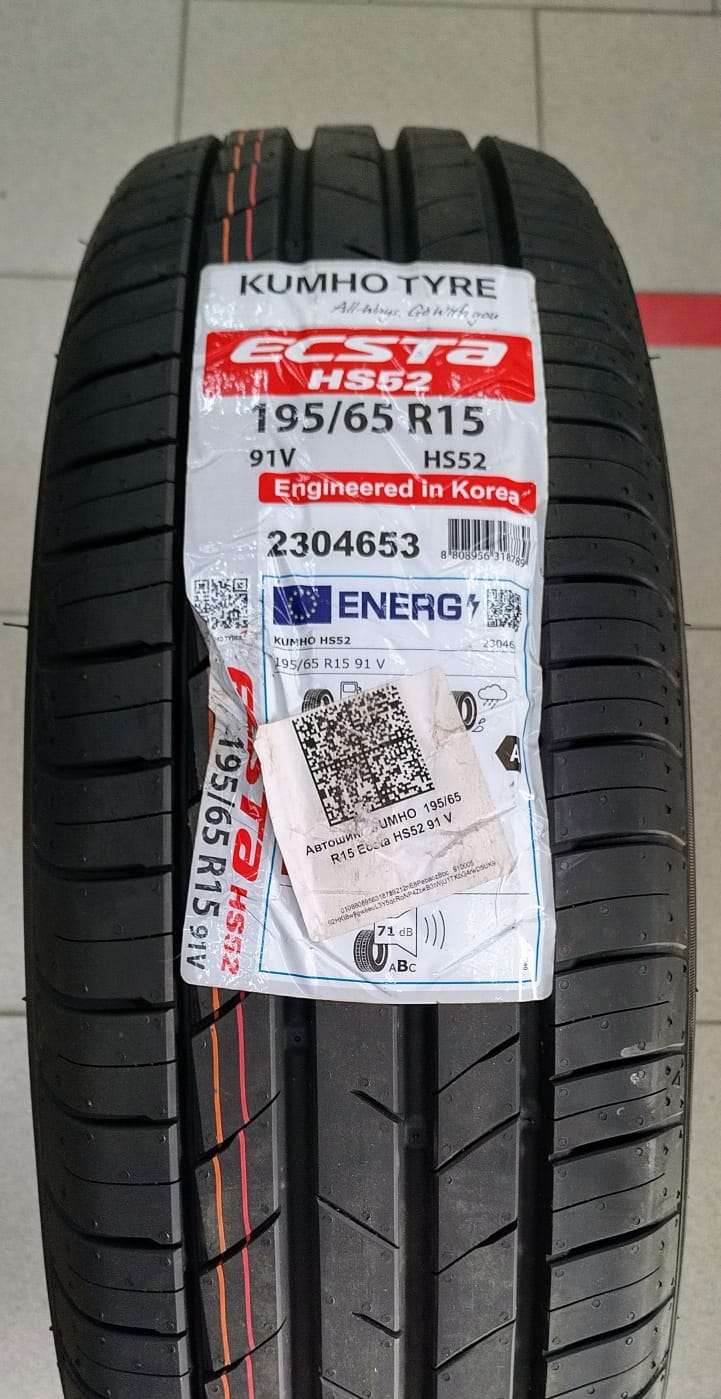 KUMHO TYRE
All-Ways, Go With you
ECSTA
HS52
195/65 R15
91V HS52
Engineered in Korea
2304653
8 808956 318789
ENERG
KUMHO HS52 23046
195/65 R15 91 V
A
Автошин KUMHO 195/65
R15 Ecsta HS52 91 V
71 dB
ABC
ECSTA HS52
195/65 R15 91V